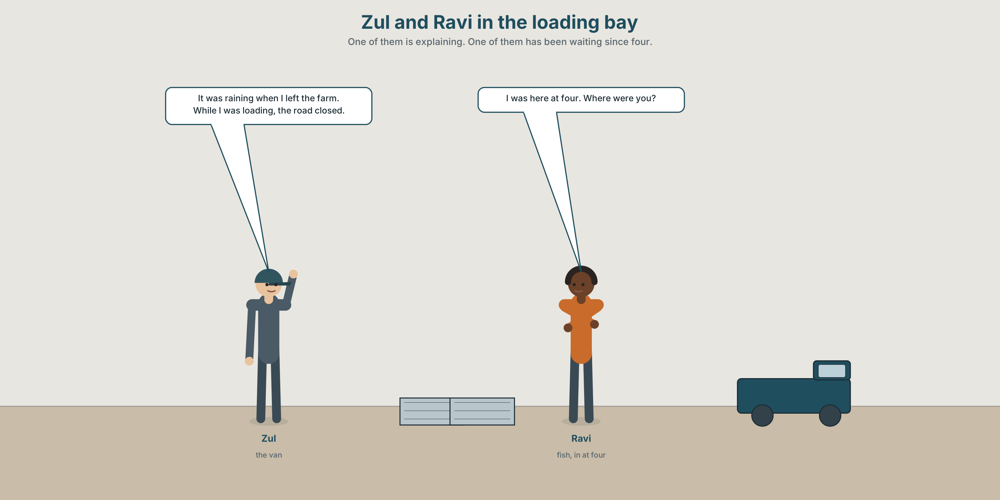 Zul and Ravi in the loading bay
One of them is explaining. One of them has been waiting since four.
It was raining when I left the farm.
While I was loading, the road closed.
I was here at four. Where were you?
Zul
the van
Ravi
fish, in at four